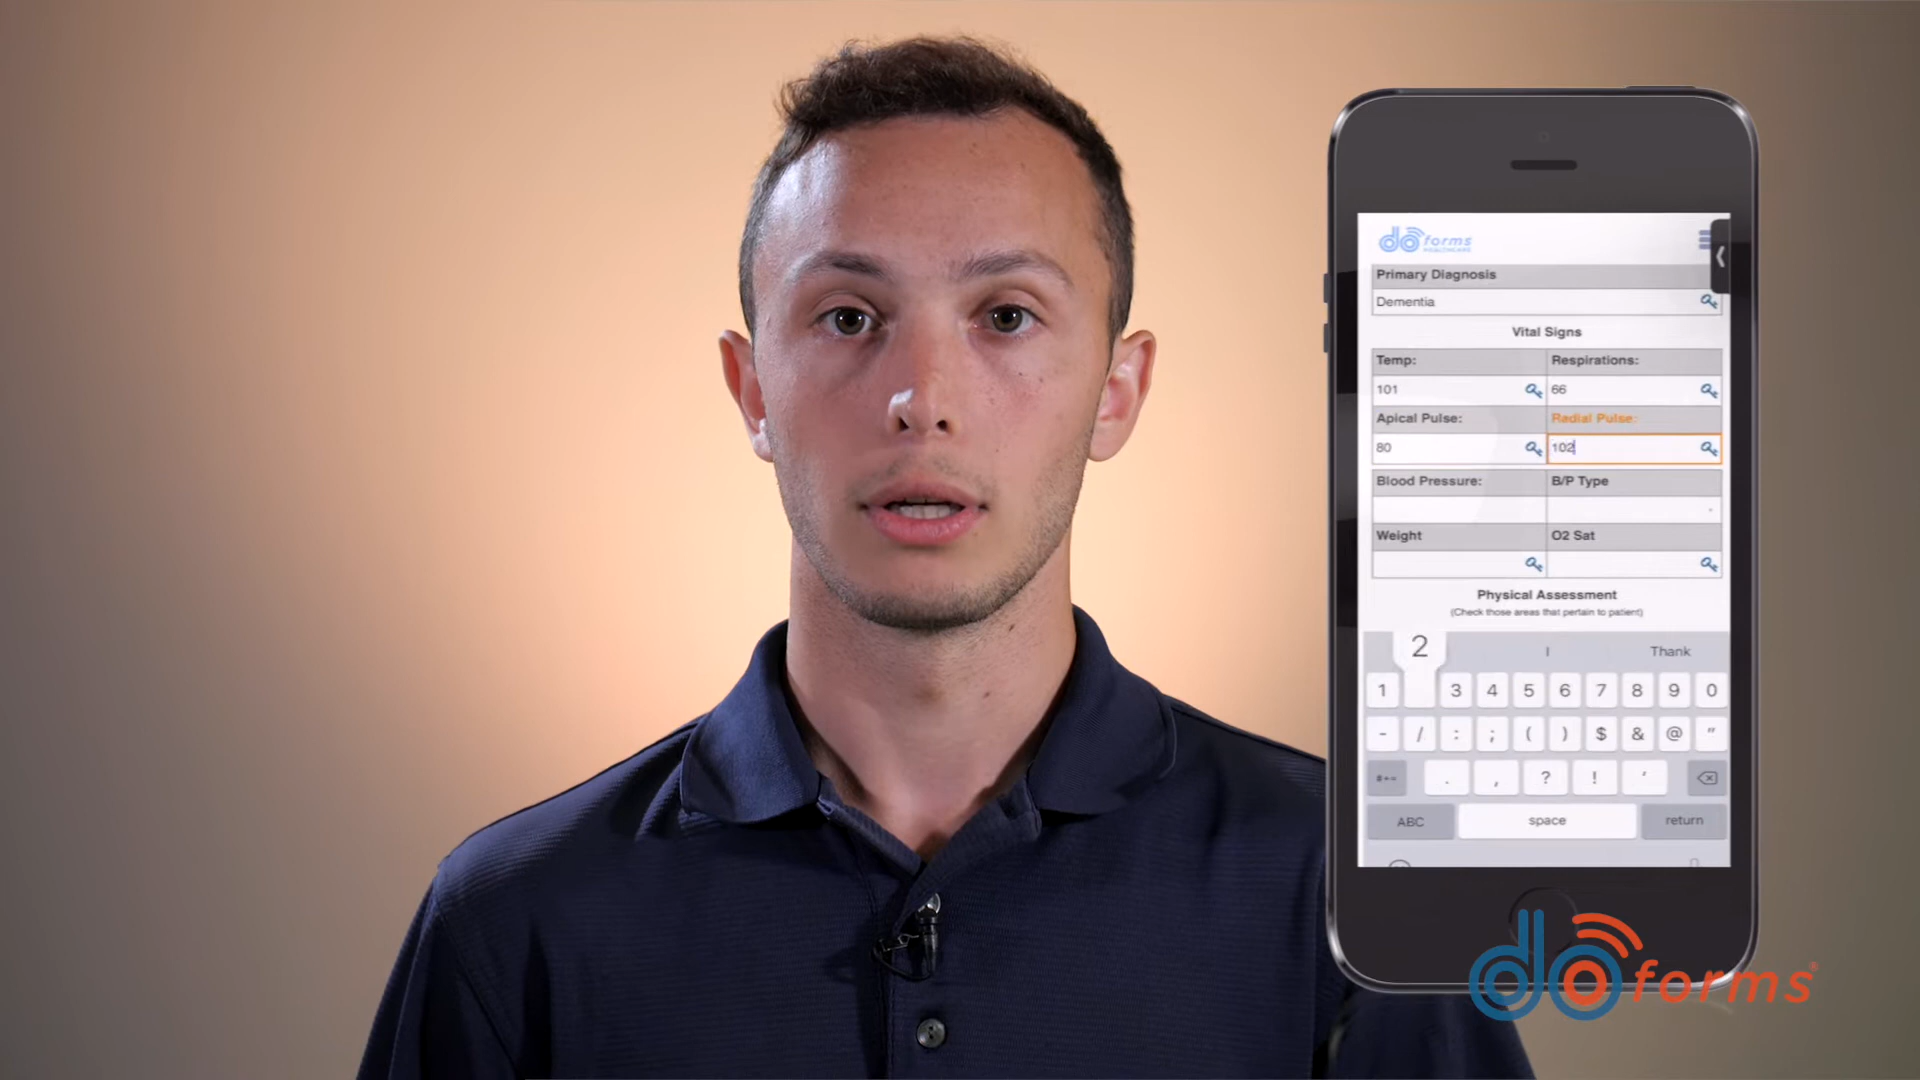 doforms
HEALTHCARE
Primary Diagnosis
Dementia
Vital Signs
Temp: Respirations:
101 66
Apical Pulse: Radial Pulse:
80 102
Blood Pressure: B/P Type
Weight O2 Sat
Physical Assessment
(Check those areas that pertain to patient)
2 I Thank
1 3 4 5 6 7 8 9 0
- / : ; ( ) $ & @ "
#+= . , ? ! '
ABC space return
doforms®